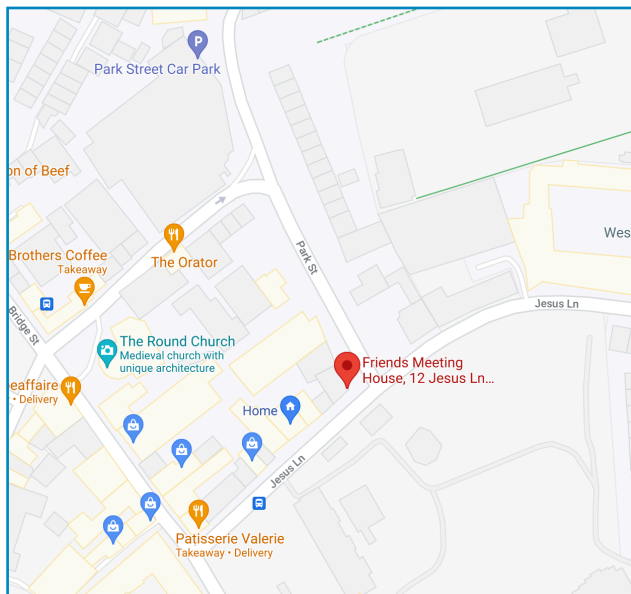 Park Street Car Park
on of Beef
Brothers Coffee
Takeaway
The Orator
Park St
Wes
Jesus Ln
Bridge St
The Round Church
Medieval church with
unique architecture
Friends Meeting
House, 12 Jesus Ln...
eaffaire
• Delivery
Home
Jesus Ln
Patisserie Valerie
Takeaway • Delivery